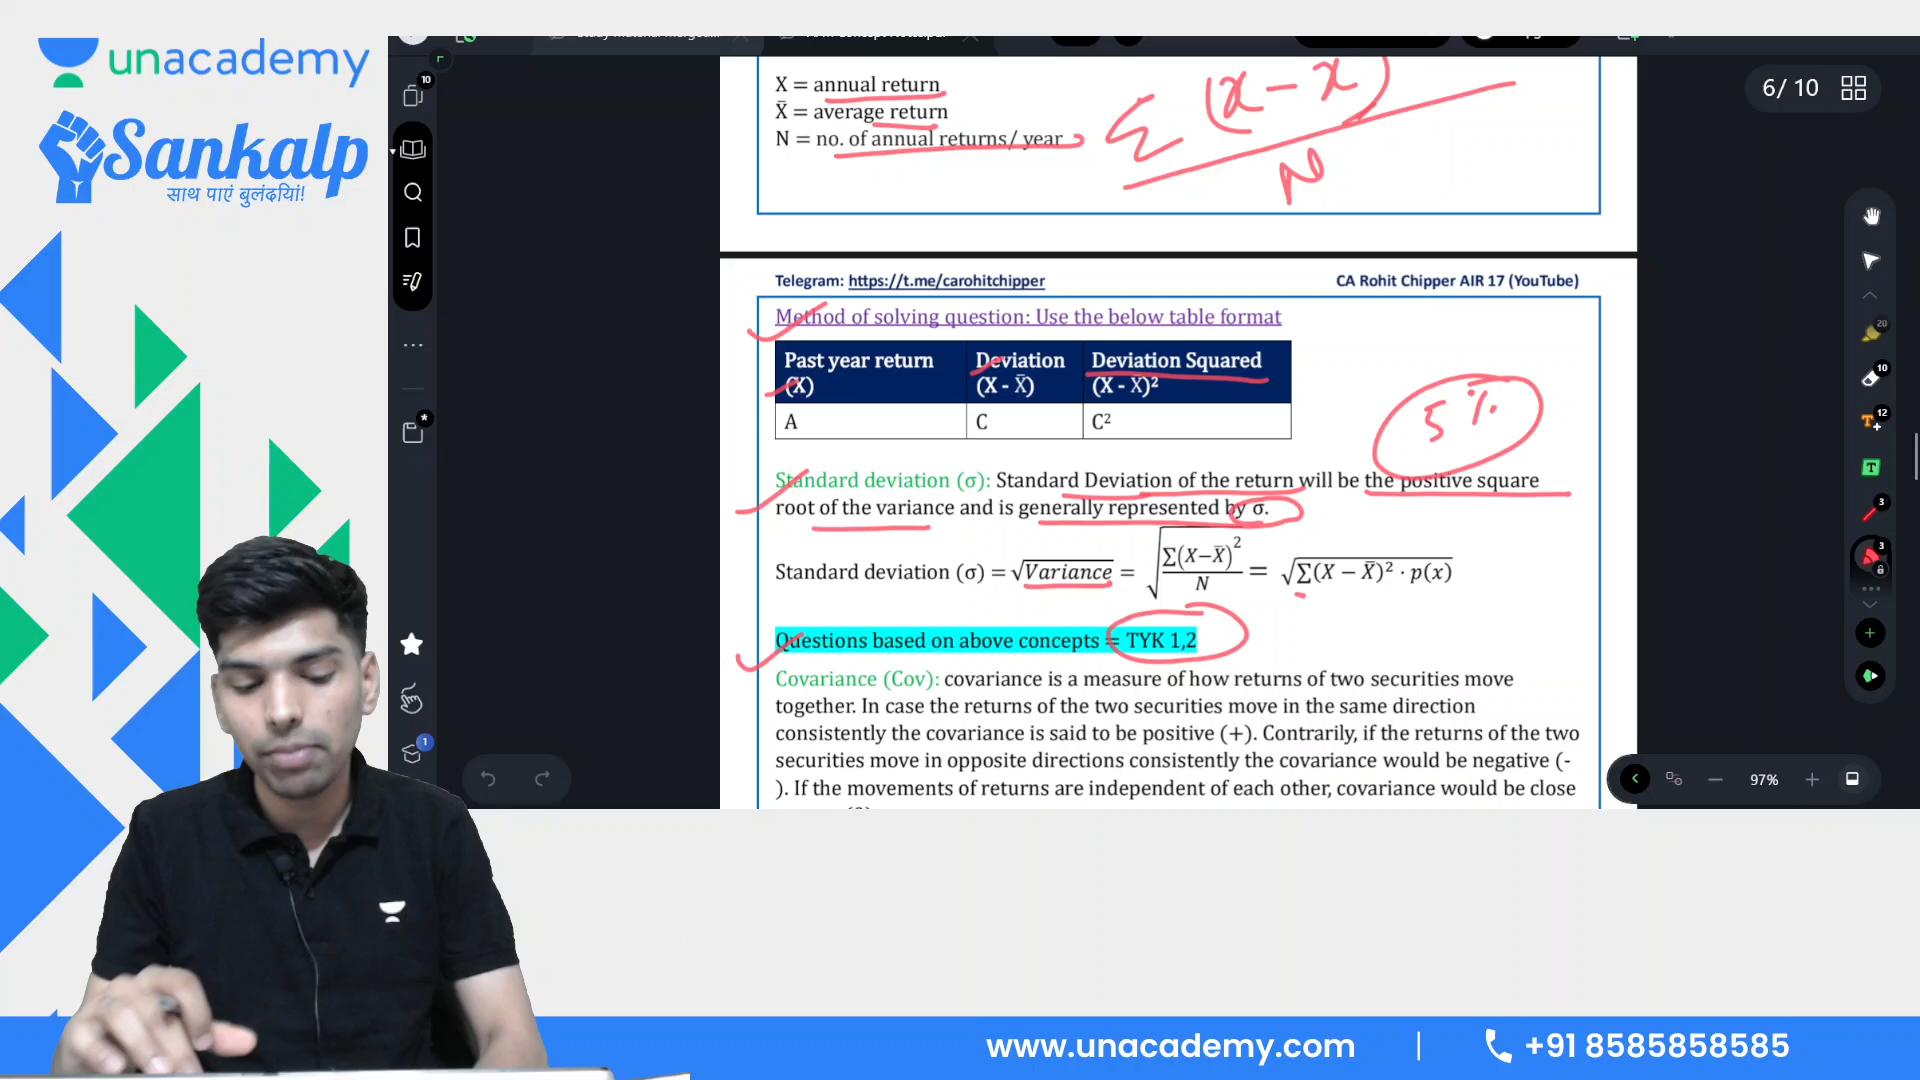 unacademy
Sankalp
साथ पाएं बुलंदियां!
10
6/ 10
X = annual return
X̄ = average return
N = no. of annual returns/ year
Σ (x - x)
N
Telegram: https://t.me/carohitchipper
CA Rohit Chipper AIR 17 (YouTube)
Method of solving question: Use the below table format
Past year return (X)
Deviation (X - X̄)
Deviation Squared (X - X̄)²
A
C
C²
5 %
Standard deviation (σ): Standard Deviation of the return will be the positive square
root of the variance and is generally represented by σ.
Standard deviation (σ) = √Variance = √(Σ(X−X̄)² / N) = √Σ(X − X̄)² · p(x)
Questions based on above concepts = TYK 1,2
Covariance (Cov): covariance is a measure of how returns of two securities move
together. In case the returns of the two securities move in the same direction
consistently the covariance is said to be positive (+). Contrarily, if the returns of the two
securities move in opposite directions consistently the covariance would be negative (-
). If the movements of returns are independent of each other, covariance would be close
20
10
12
T
3
3
1
97%
www.unacademy.com | +91 8585858585